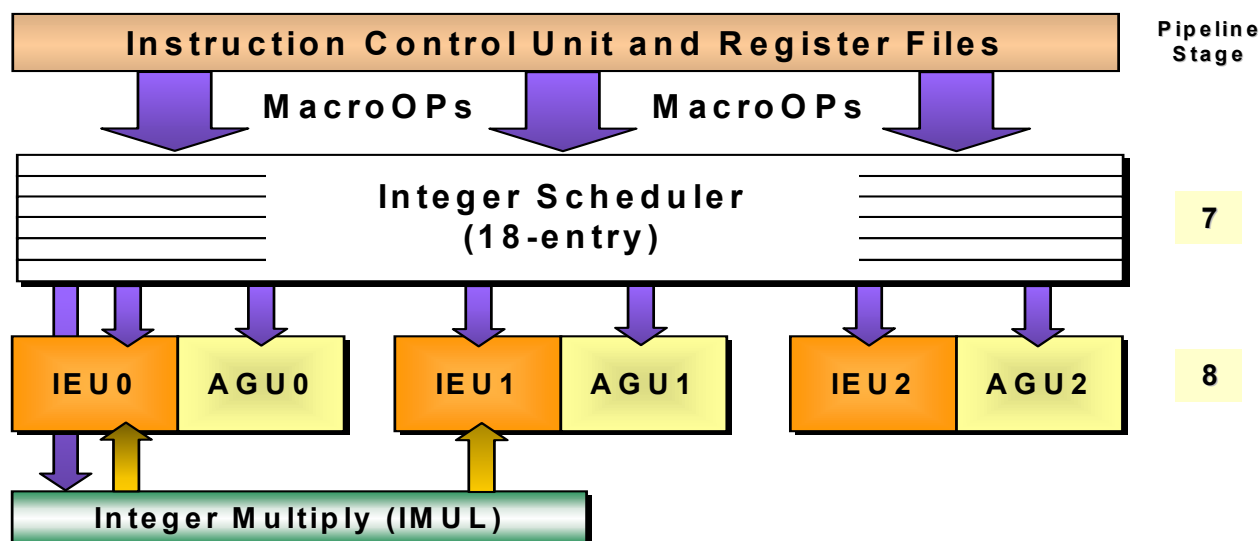 Instruction Control Unit and Register Files
Pipeline
Stage
MacroOPs
MacroOPs
Integer Scheduler
(18-entry)
7
IEU0
AGU0
IEU1
AGU1
IEU2
AGU2
8
Integer Multiply (IMUL)